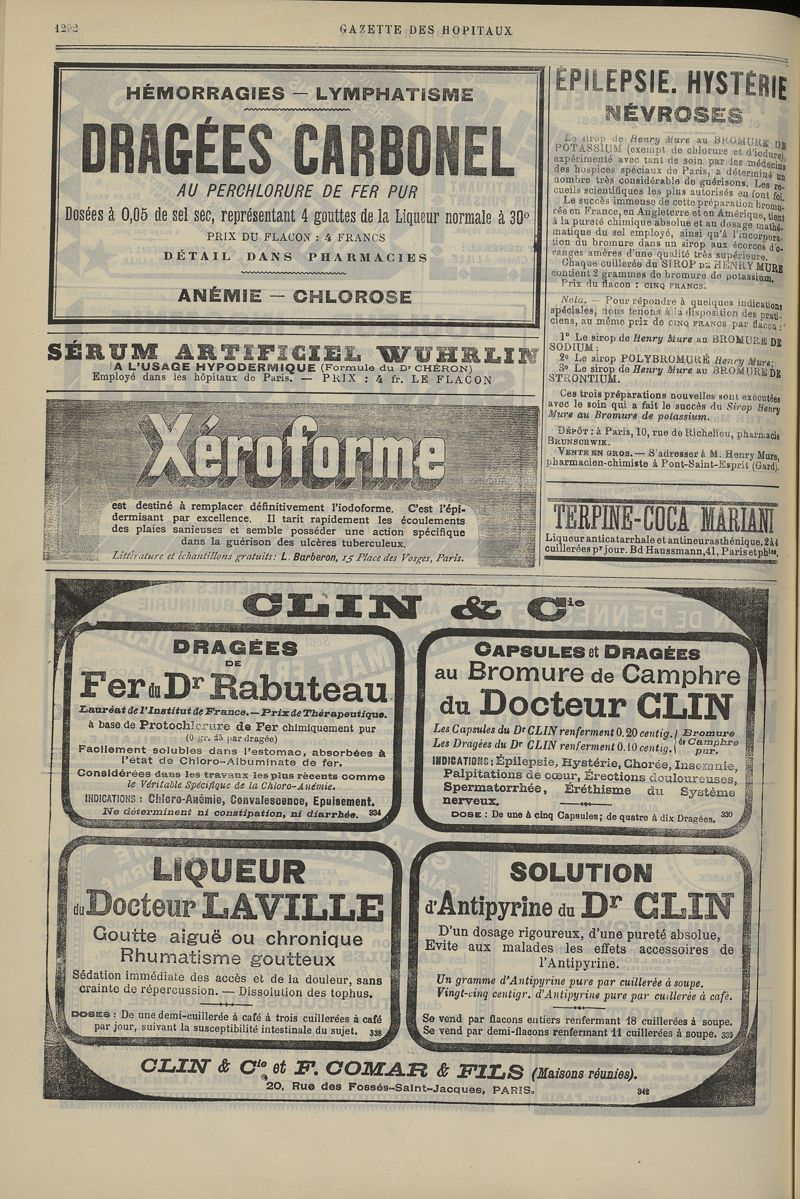 1292
GAZETTE DES HOPITAUX
HÉMORRAGIES — LYMPHATISME
DRAGÉES CARBONEL
AU PERCHLORURE DE FER PUR
Dosées à 0,05 de sel sec, représentant 4 gouttes de la Liqueur normale à 30°
PRIX DU FLACON : 4 FRANCS
DÉTAIL DANS PHARMACIES
ANÉMIE — CHLOROSE
SÉRUM ARTIFICIEL WUHRLIN
A L'USAGE HYPODERMIQUE (Formule du Dr CHÉRON)
Employé dans les hôpitaux de Paris. — PRIX : 4 fr. LE FLACON
Xéroforme
est destiné à remplacer définitivement l'iodoforme. C'est l'épi-
dermisant par excellence. Il tarit rapidement les écoulements
des plaies sanieuses et semble posséder une action spécifique
dans la guérison des ulcères tuberculeux.
Littérature et échantillons gratuits: L. Barberon, 15 Place des Vosges, Paris.
ÉPILEPSIE. HYSTÉRIE
NÉVROSES
Le sirop de Henry Mure au BROMURE DE
POTASSIUM (exempt de chlorure et d'iodure),
expérimenté avec tant de soin par les médecins
des hospices spéciaux de Paris, a déterminé un
nombre très considérable de guérisons. Les re-
cueils scientifiques les plus autorisés en font foi.
Le succès immense de cette préparation bromu-
rée en France, en Angleterre et en Amérique, tient
à la pureté chimique absolue et au dosage mathé-
matique du sel employé, ainsi qu'à l'incorpora-
tion du bromure dans un sirop aux écorces d'o-
ranges amères d'une qualité très supérieure.
Chaque cuillerée du SIROP DE HENRY MURE
contient 2 grammes de bromure de potassium.
Prix du flacon : CINQ FRANCS.
Nota. — Pour répondre à quelques indications
spéciales, nous tenons à la disposition des prati-
ciens, au même prix de CINQ FRANCS par flacon :
1° Le sirop de Henry Mure au BROMURE DE
SODIUM;
2° Le sirop POLYBROMURÉ Henry Mure;
3° Le sirop de Henry Mure au BROMURE DE
STRONTIUM.
Ces trois préparations nouvelles sont exécutées
avec le soin qui a fait le succès du Sirop Henry
Mure au Bromure de potassium.
DÉPÔT : à Paris, 10, rue de Richelieu, pharmacie
BRUNSCHWIK.
VENTE EN GROS. — S'adresser à M. Henry Mure,
pharmacien-chimiste à Pont-Saint-Esprit (Gard).
TERPINE-COCA MARIANI
Liqueur anticatarrhale et antineurasthénique. 2 à 4
cuillerées pr jour. Bd Haussmann, 41, Paris et phies.
CLIN & Cie
DRAGÉES
DE
Fer du Dr Rabuteau
Lauréat de l'Institut de France. — Prix de Thérapeutique.
à base de Protochlorure de Fer chimiquement pur
(0 gr. 25 par dragée)
Facilement solubles dans l'estomac, absorbées à
l'état de Chloro-Albuminate de fer.
Considérées dans les travaux les plus récents comme
le Véritable Spécifique de la Chloro-Anémie.
INDICATIONS : Chloro-Anémie, Convalescence, Epuisement.
Ne déterminent ni constipation, ni diarrhée. 334
CAPSULES et DRAGÉES
au Bromure de Camphre
du Docteur CLIN
Les Capsules du Dr CLIN renferment 0.20 centig. } Bromure
Les Dragées du Dr CLIN renferment 0.10 centig. } de Camphre pur.
INDICATIONS : Épilepsie, Hystérie, Chorée, Insomnie,
Palpitations de cœur, Érections douloureuses,
Spermatorrhée, Éréthisme du Système
nerveux.
DOSE : De une à cinq Capsules; de quatre à dix Dragées. 330
LIQUEUR
du Docteur LAVILLE
Goutte aiguë ou chronique
Rhumatisme goutteux
Sédation immédiate des accès et de la douleur, sans
crainte de répercussion. — Dissolution des tophus.
DOSES : De une demi-cuillerée à café à trois cuillerées à café
par jour, suivant la susceptibilité intestinale du sujet. 338
SOLUTION
d'Antipyrine du Dr CLIN
D'un dosage rigoureux, d'une pureté absolue,
Evite aux malades les effets accessoires de
l'Antipyrine.
Un gramme d'Antipyrine pure par cuillerée à soupe.
Vingt-cinq centigr. d'Antipyrine pure par cuillerée à café.
Se vend par flacons entiers renfermant 18 cuillerées à soupe.
Se vend par demi-flacons renfermant 11 cuillerées à soupe. 339
CLIN & Cie et F. COMAR & FILS (Maisons réunies).
20, Rue des Fossés-Saint-Jacques, PARIS. 342